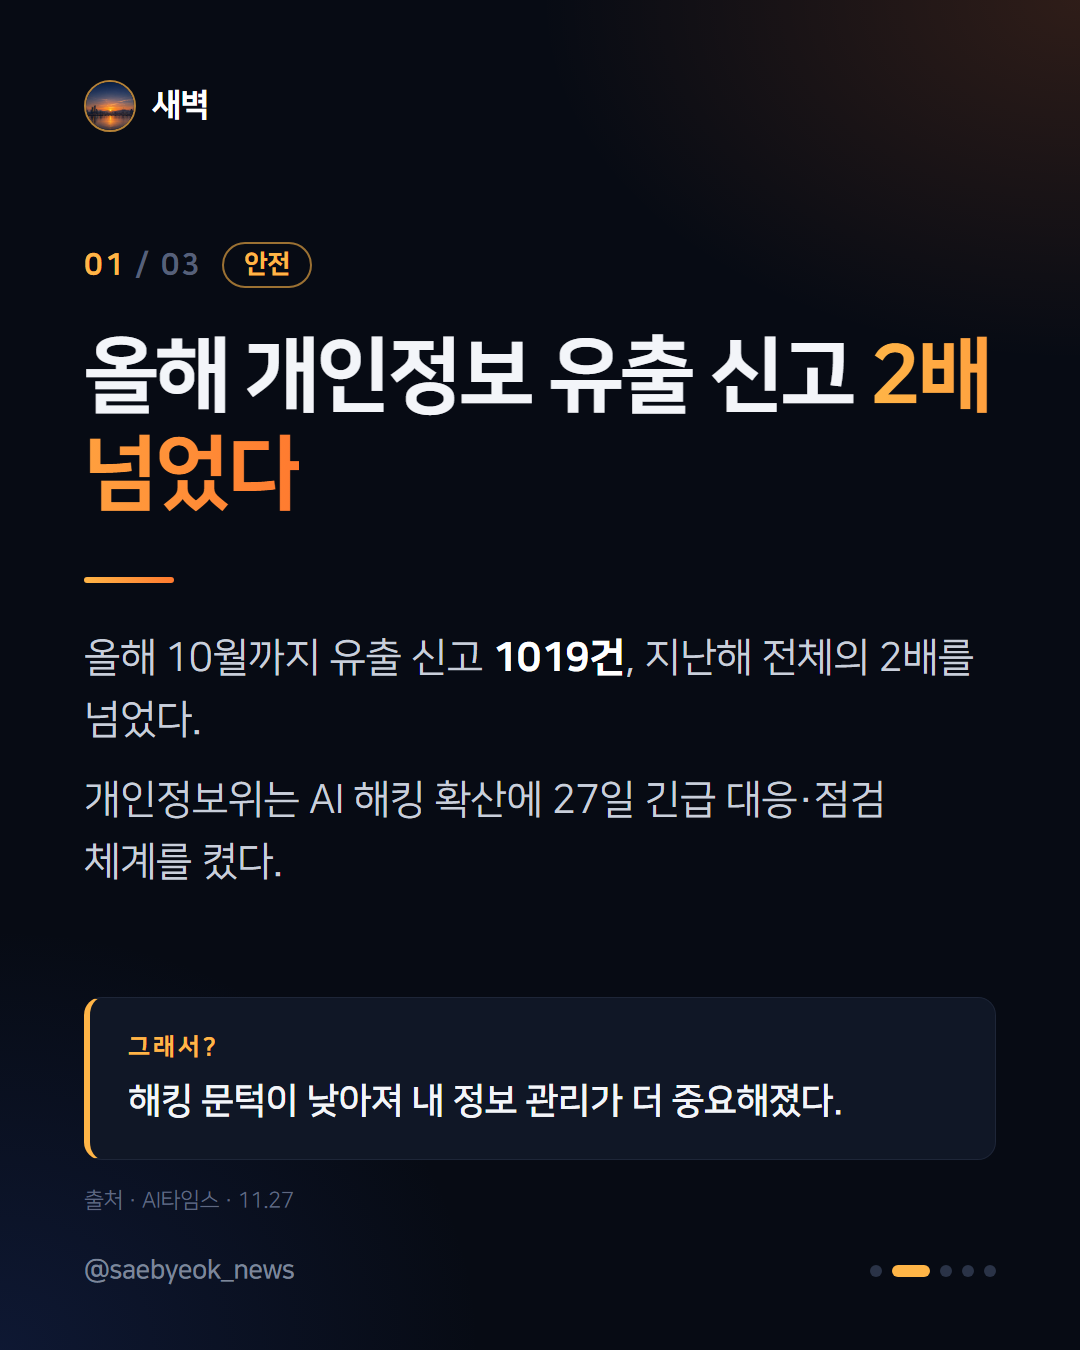 새벽
01 / 03 안전
올해 개인정보 유출 신고 2배
넘었다
올해 10월까지 유출 신고 1019건, 지난해 전체의 2배를
넘었다.
개인정보위는 AI 해킹 확산에 27일 긴급 대응·점검
체계를 켰다.
그래서?
해킹 문턱이 낮아져 내 정보 관리가 더 중요해졌다.
출처 · AI타임스 · 11.27
@saebyeok_news